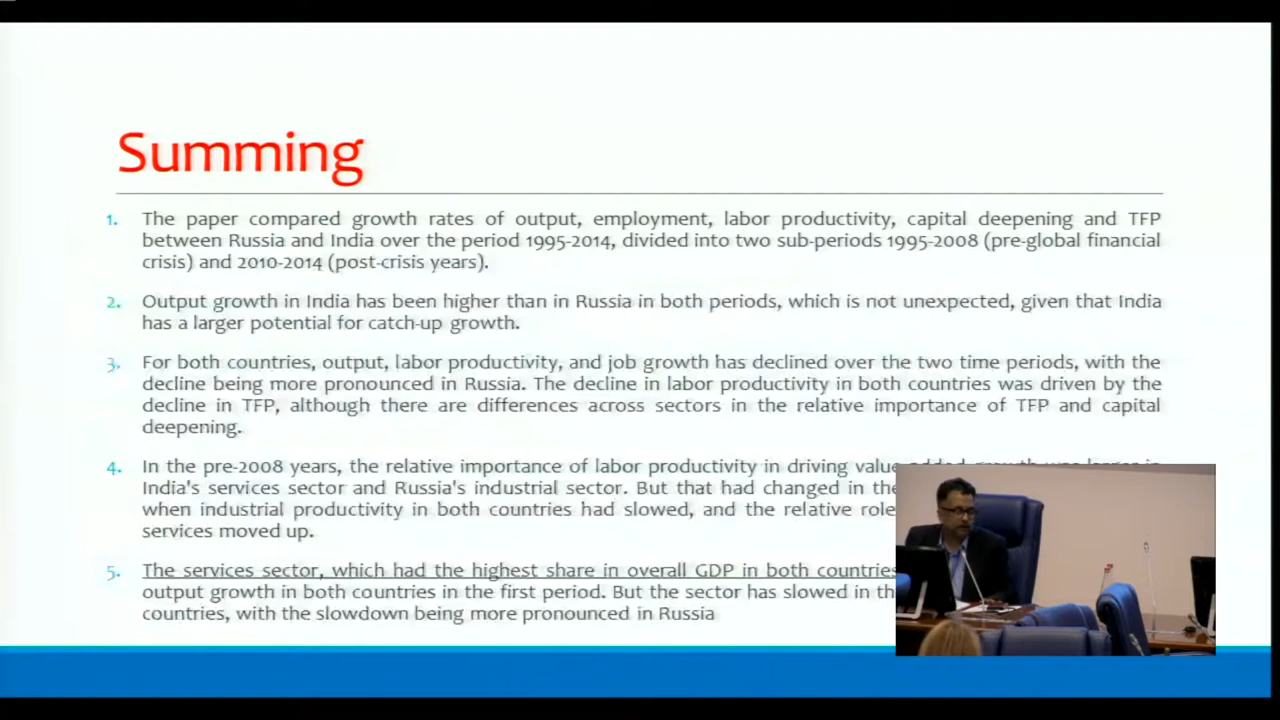 Summing
1. The paper compared growth rates of output, employment, labor productivity, capital deepening and TFP
between Russia and India over the period 1995-2014, divided into two sub-periods 1995-2008 (pre-global financial
crisis) and 2010-2014 (post-crisis years).
2. Output growth in India has been higher than in Russia in both periods, which is not unexpected, given that India
has a larger potential for catch-up growth.
3. For both countries, output, labor productivity, and job growth has declined over the two time periods, with the
decline being more pronounced in Russia. The decline in labor productivity in both countries was driven by the
decline in TFP, although there are differences across sectors in the relative importance of TFP and capital
deepening.
4. In the pre-2008 years, the relative importance of labor productivity in driving value
India's services sector and Russia's industrial sector. But that had changed in the
when industrial productivity in both countries had slowed, and the relative role
services moved up.
5. The services sector, which had the highest share in overall GDP in both countries
output growth in both countries in the first period. But the sector has slowed in
countries, with the slowdown being more pronounced in Russia